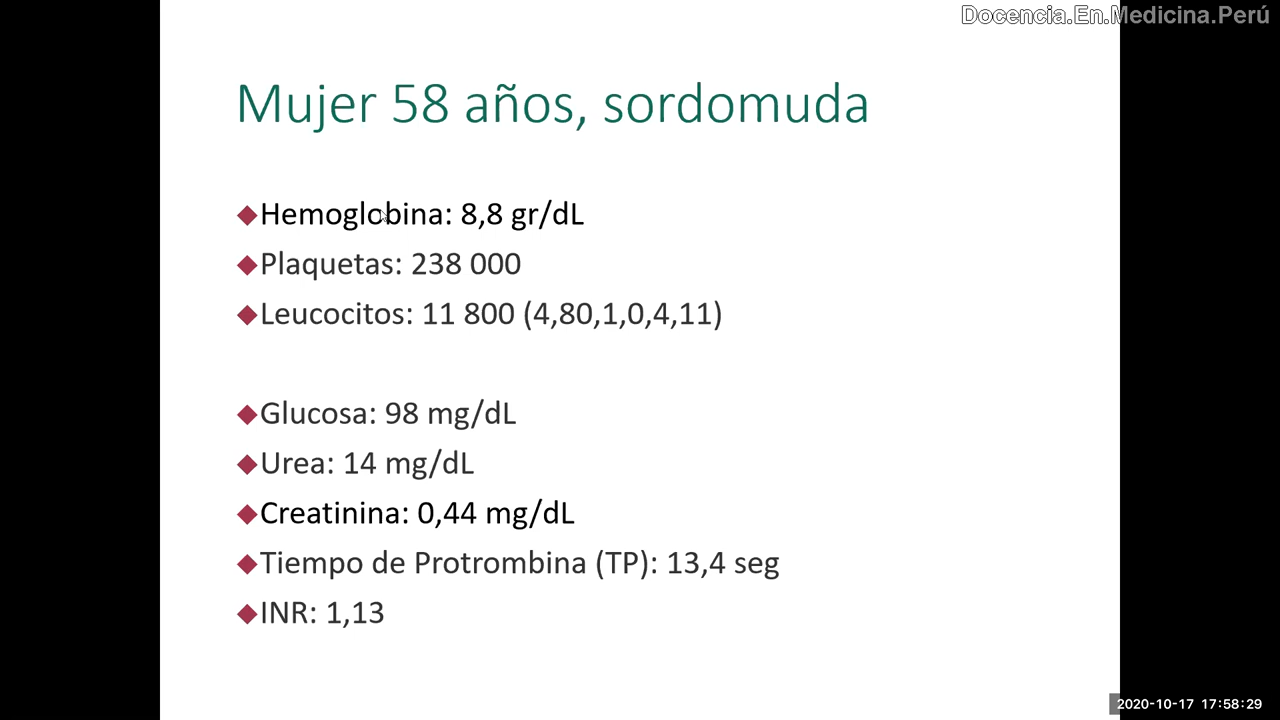 Docencia.En.Medicina.Perú
Mujer 58 años, sordomuda
Hemoglobina: 8,8 gr/dL
Plaquetas: 238 000
Leucocitos: 11 800 (4,80,1,0,4,11)
Glucosa: 98 mg/dL
Urea: 14 mg/dL
Creatinina: 0,44 mg/dL
Tiempo de Protrombina (TP): 13,4 seg
INR: 1,13
2020-10-17 17:58:29